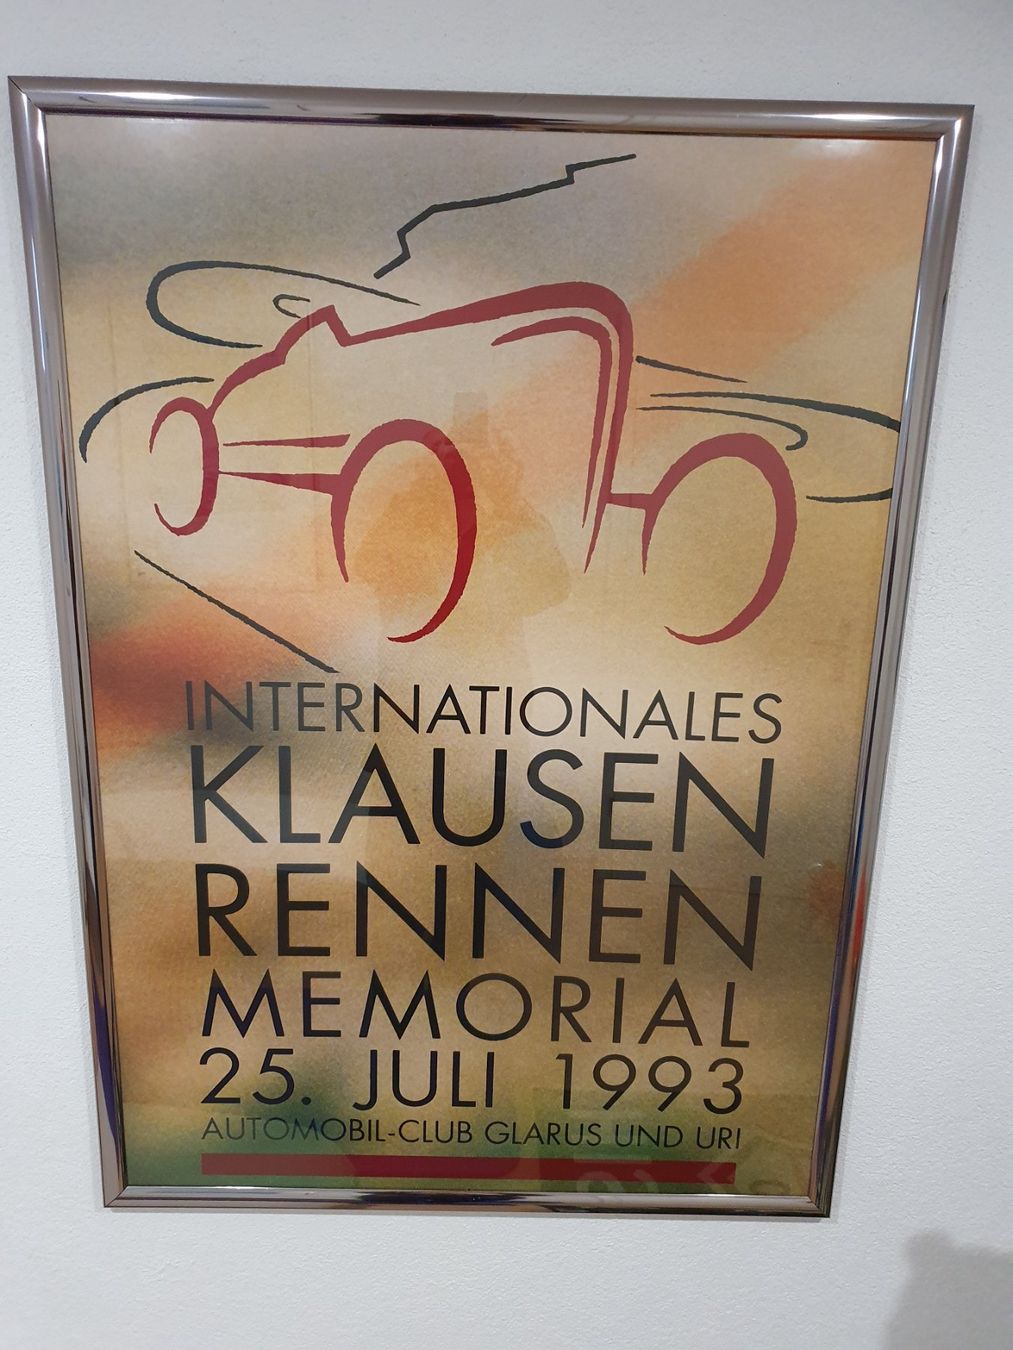 INTERNATIONALES
KLAUSEN
RENNEN
MEMORIAL
25. JULI 1993
AUTOMOBIL-CLUB GLARUS UND URI